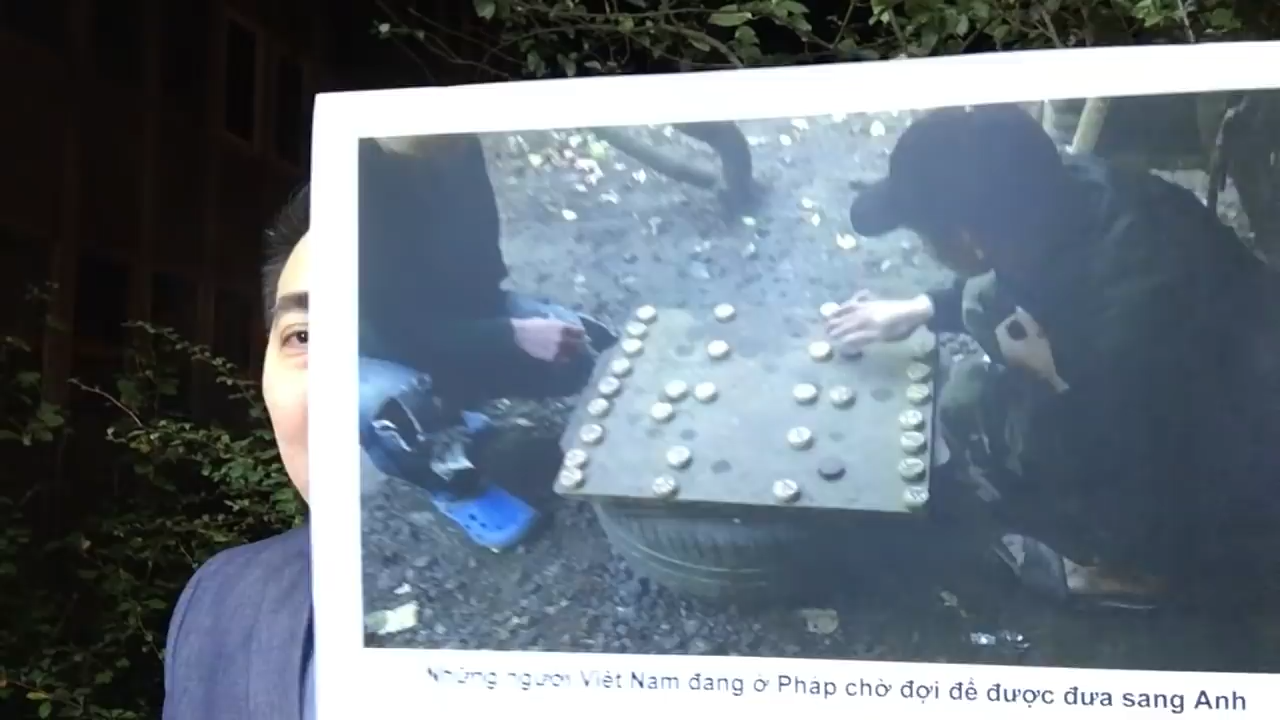 Những người Việt Nam đang ở Pháp chờ đợi để được đưa sang Anh